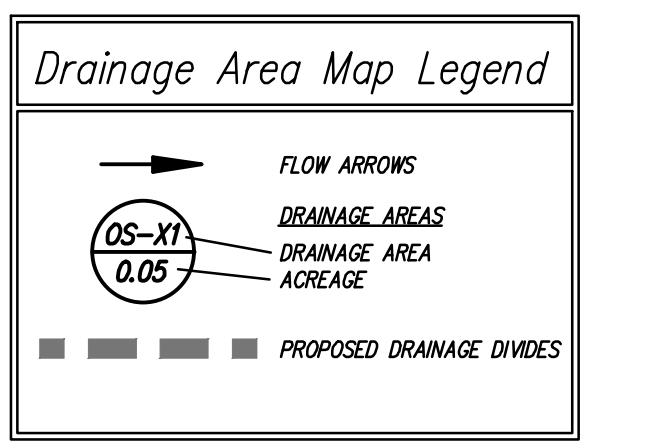 Drainage Area Map Legend
FLOW ARROWS
DRAINAGE AREAS
OS-X1
DRAINAGE AREA
0.05
ACREAGE
PROPOSED DRAINAGE DIVIDES